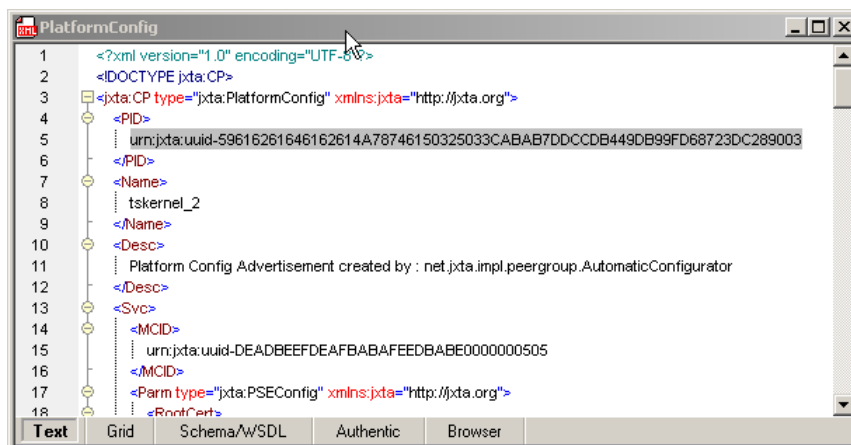 PlatformConfig
1 <?xml version="1.0" encoding="UTF-8"?>
2 <!DOCTYPE jxta:CP>
3 <jxta:CP type="jxta:PlatformConfig" xmlns:jxta="http://jxta.org">
4 <PID>
5 urn:jxta:uuid-59616261646162614A78746150325033CABAB7DDCCDB449DB99FD68723DC289003
6 </PID>
7 <Name>
8 tskernel_2
9 </Name>
10 <Desc>
11 Platform Config Advertisement created by : net.jxta.impl.peergroup.AutomaticConfigurator
12 </Desc>
13 <Svc>
14 <MCID>
15 urn:jxta:uuid-DEADBEEFDEAFBABAFEEDBABE0000000505
16 </MCID>
17 <Parm type="jxta:PSEConfig" xmlns:jxta="http://jxta.org">
18 <RootCert>
Text Grid Schema/WSDL Authentic Browser